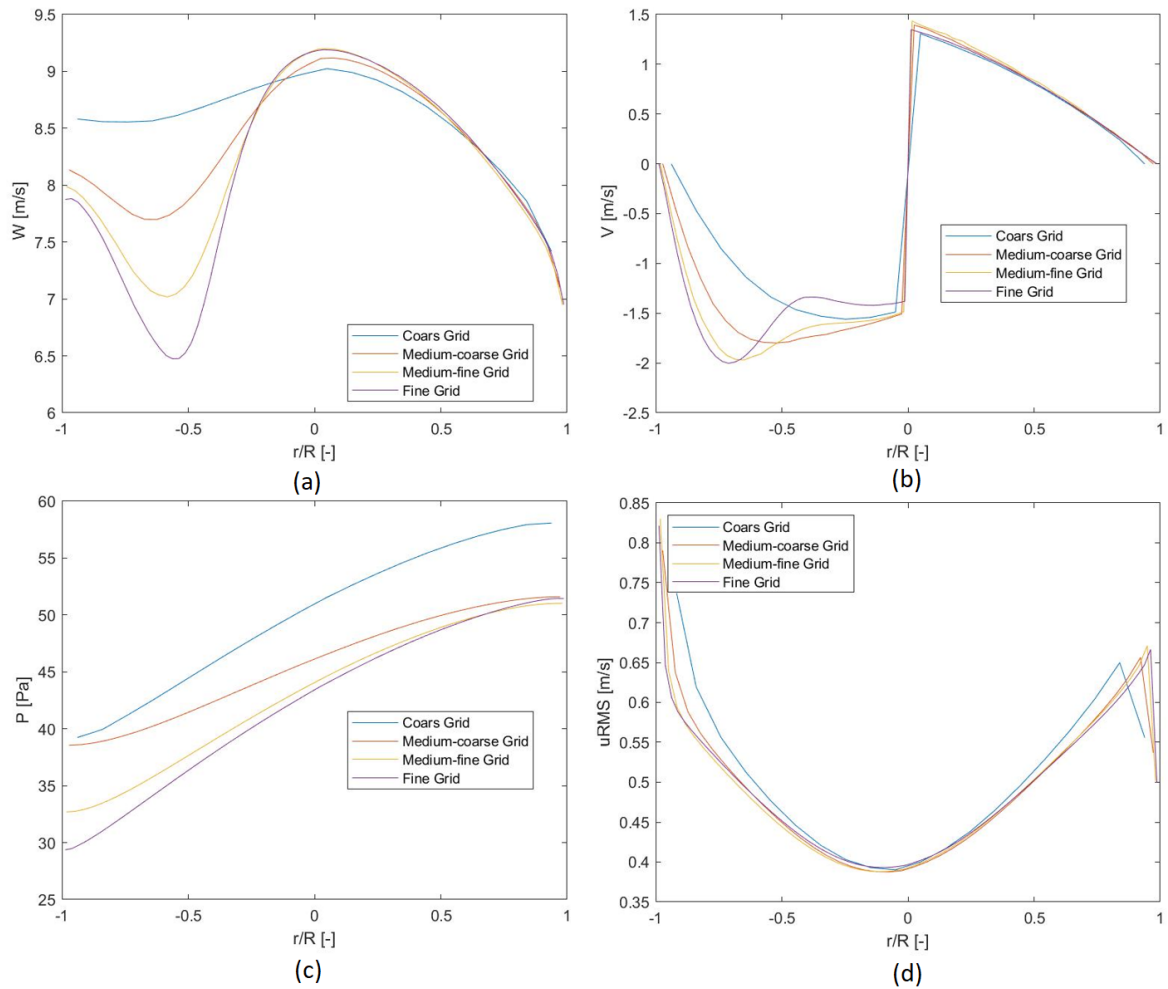 9.5
9
8.5
8
7.5
7
6.5
6
W [m/s]
Coars Grid
Medium-coarse Grid
Medium-fine Grid
Fine Grid
-1 -0.5 0 0.5 1
r/R [-]
(a)
1.5
1
0.5
0
-0.5
-1
-1.5
-2
-2.5
V [m/s]
Coars Grid
Medium-coarse Grid
Medium-fine Grid
Fine Grid
-1 -0.5 0 0.5 1
r/R [-]
(b)
60
55
50
45
40
35
30
25
P [Pa]
Coars Grid
Medium-coarse Grid
Medium-fine Grid
Fine Grid
-1 -0.5 0 0.5 1
r/R [-]
(c)
0.85
0.8
0.75
0.7
0.65
0.6
0.55
0.5
0.45
0.4
0.35
uRMS [m/s]
Coars Grid
Medium-coarse Grid
Medium-fine Grid
Fine Grid
-1 -0.5 0 0.5 1
r/R [-]
(d)